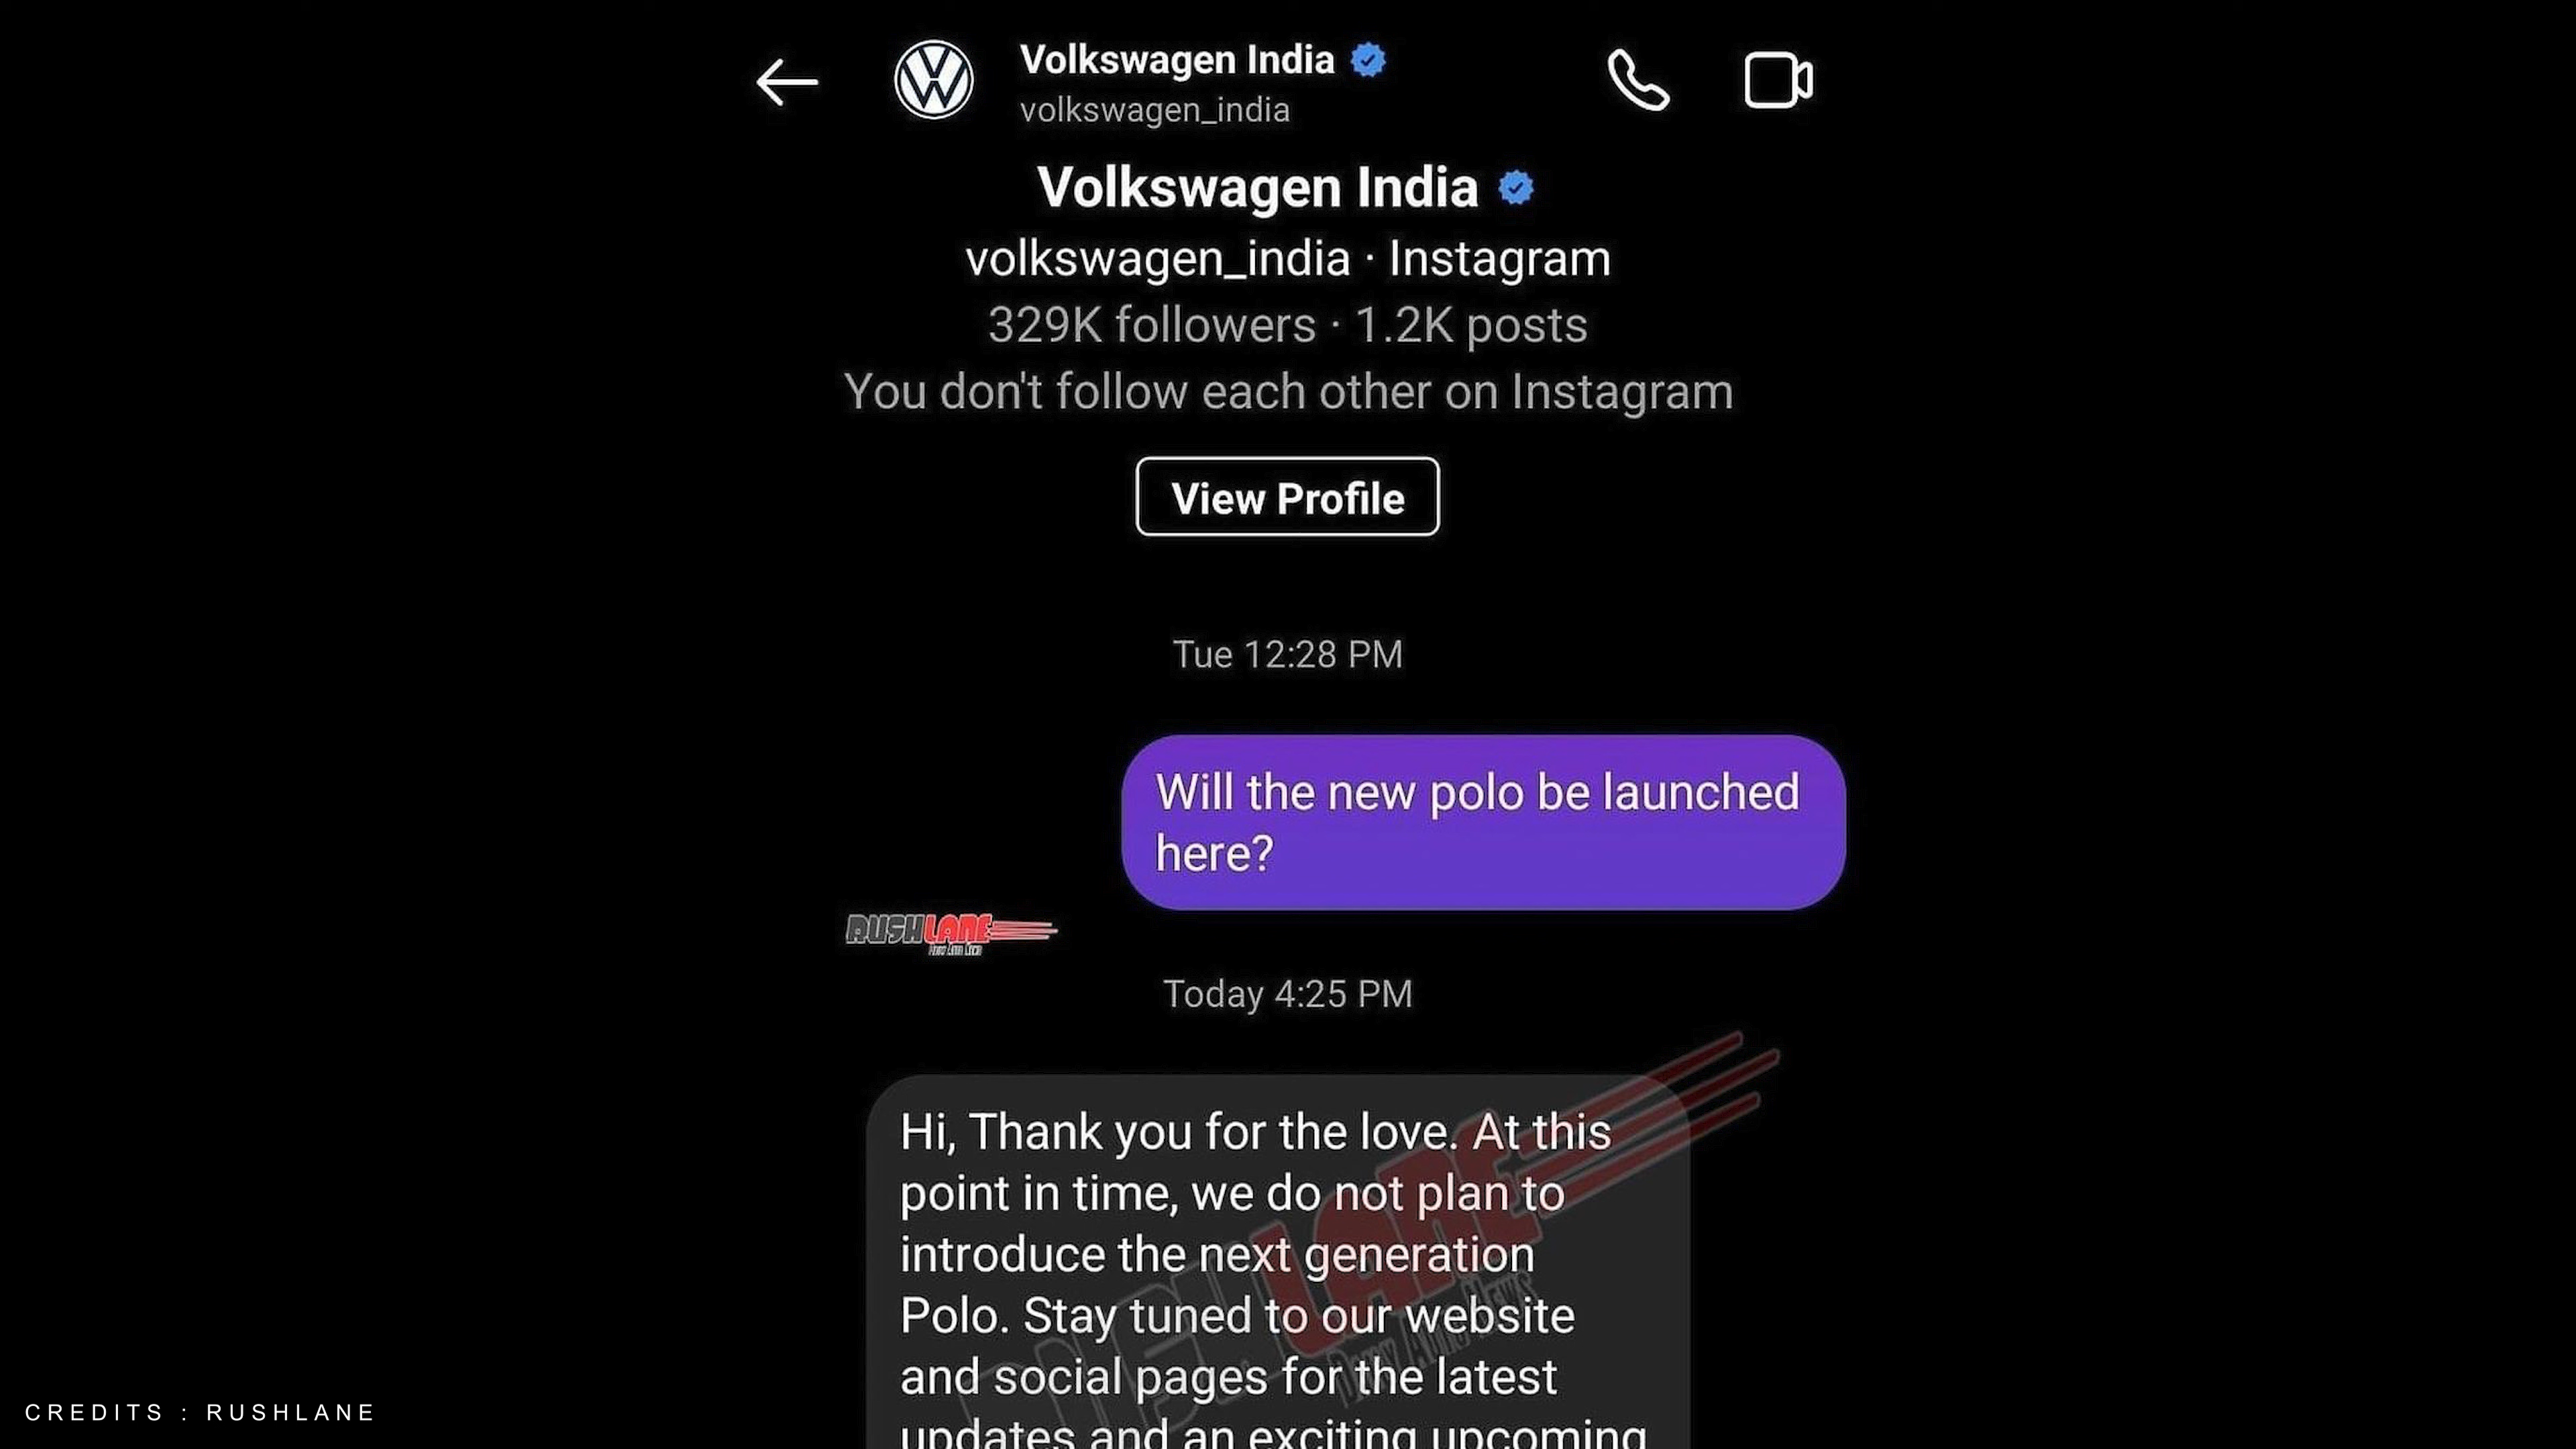 Volkswagen India
volkswagen_india
Volkswagen India
volkswagen_india · Instagram
329K followers · 1.2K posts
You don't follow each other on Instagram
View Profile
Tue 12:28 PM
Will the new polo be launched
here?
RUSHLANE
Today 4:25 PM
Hi, Thank you for the love. At this
point in time, we do not plan to
introduce the next generation
Polo. Stay tuned to our website
and social pages for the latest
updates and an exciting upcoming
CREDITS : RUSHLANE